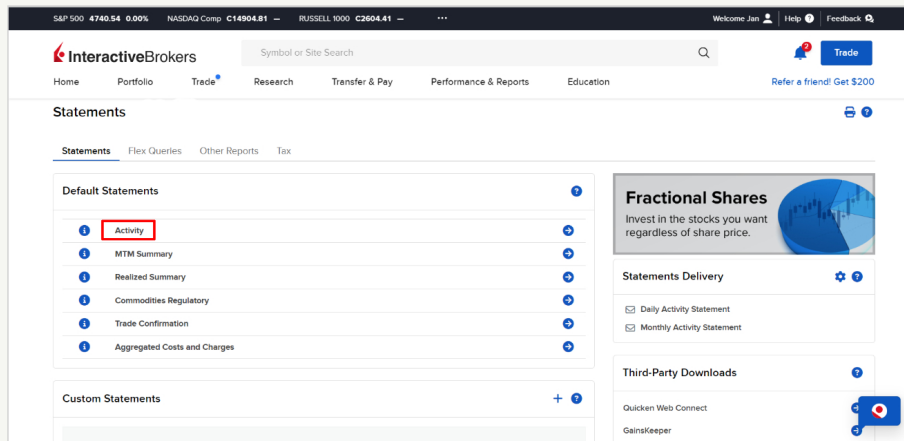 S&P 500 4740.54 0.00% NASDAQ Comp C14904.81 — RUSSELL 1000 C2604.41 — ... Welcome Jan Help ? Feedback
InteractiveBrokers Symbol or Site Search 2 Trade
Home Portfolio Trade Research Transfer & Pay Performance & Reports Education Refer a friend! Get $200
Statements
Statements Flex Queries Other Reports Tax
Default Statements
Activity
MTM Summary
Realized Summary
Commodities Regulatory
Trade Confirmation
Aggregated Costs and Charges
Custom Statements
Fractional Shares
Invest in the stocks you want
regardless of share price.
Statements Delivery
Daily Activity Statement
Monthly Activity Statement
Third-Party Downloads
Quicken Web Connect
GainsKeeper